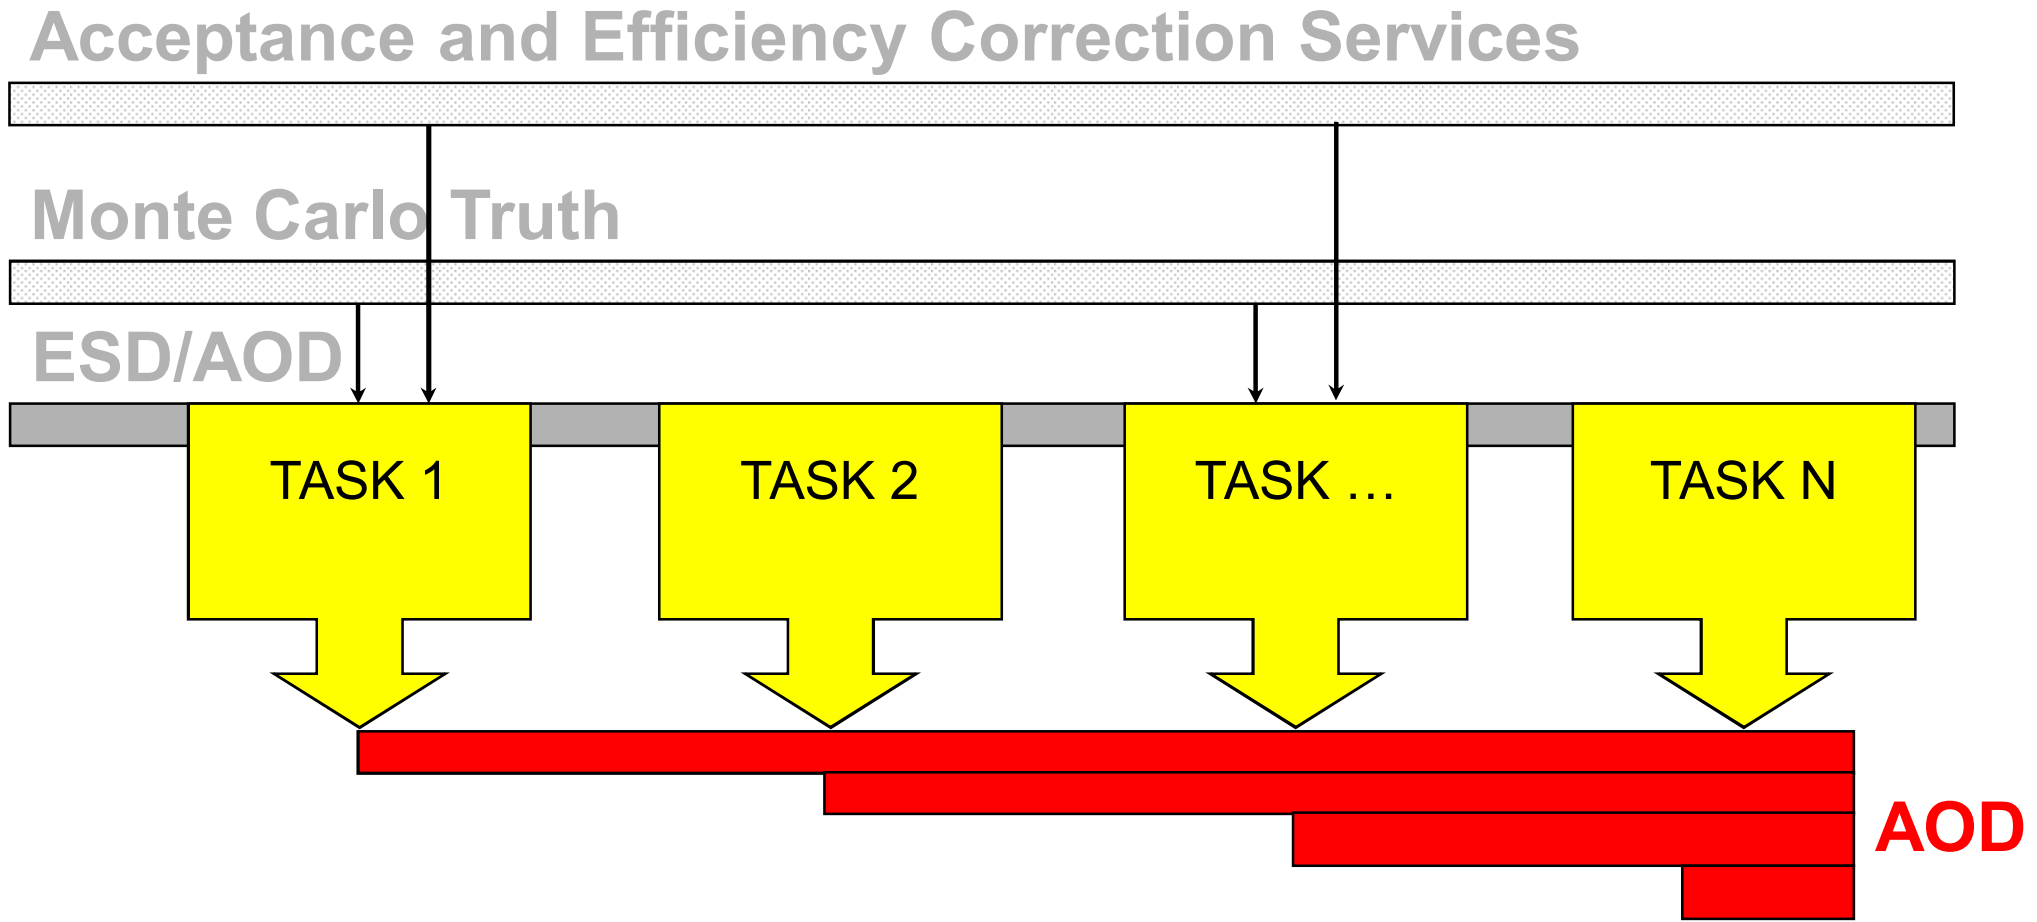 Acceptance and Efficiency Correction Services
Monte Carlo Truth
ESD/AOD
TASK 1
TASK 2
TASK …
TASK N
AOD